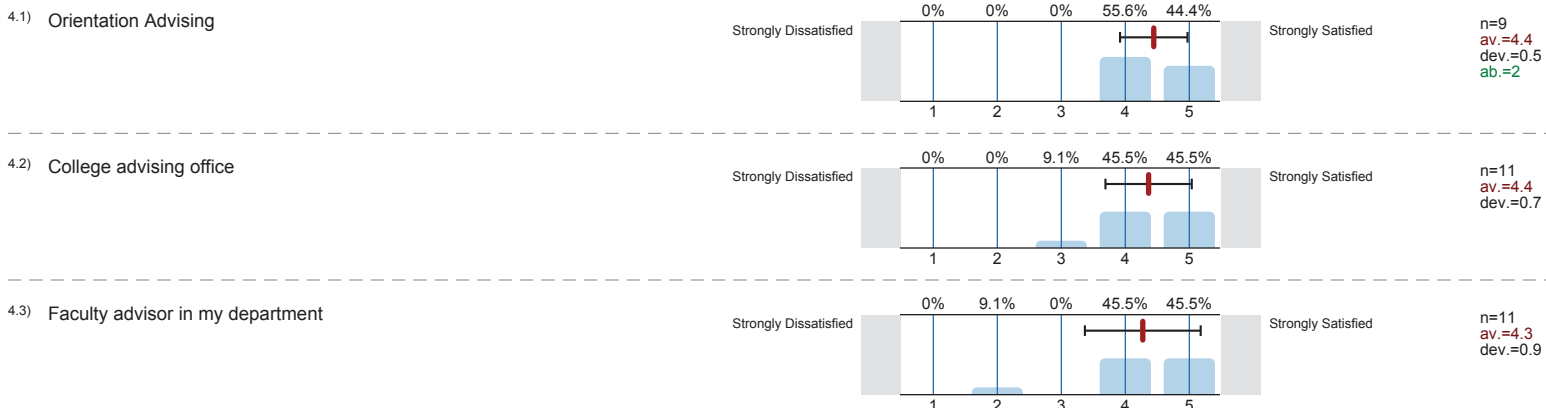 4.1) Orientation Advising
Strongly Dissatisfied
0% 0% 0% 55.6% 44.4%
1 2 3 4 5
Strongly Satisfied
n=9
av.=4.4
dev.=0.5
ab.=2
4.2) College advising office
Strongly Dissatisfied
0% 0% 9.1% 45.5% 45.5%
1 2 3 4 5
Strongly Satisfied
n=11
av.=4.4
dev.=0.7
4.3) Faculty advisor in my department
Strongly Dissatisfied
0% 9.1% 0% 45.5% 45.5%
1 2 3 4 5
Strongly Satisfied
n=11
av.=4.3
dev.=0.9